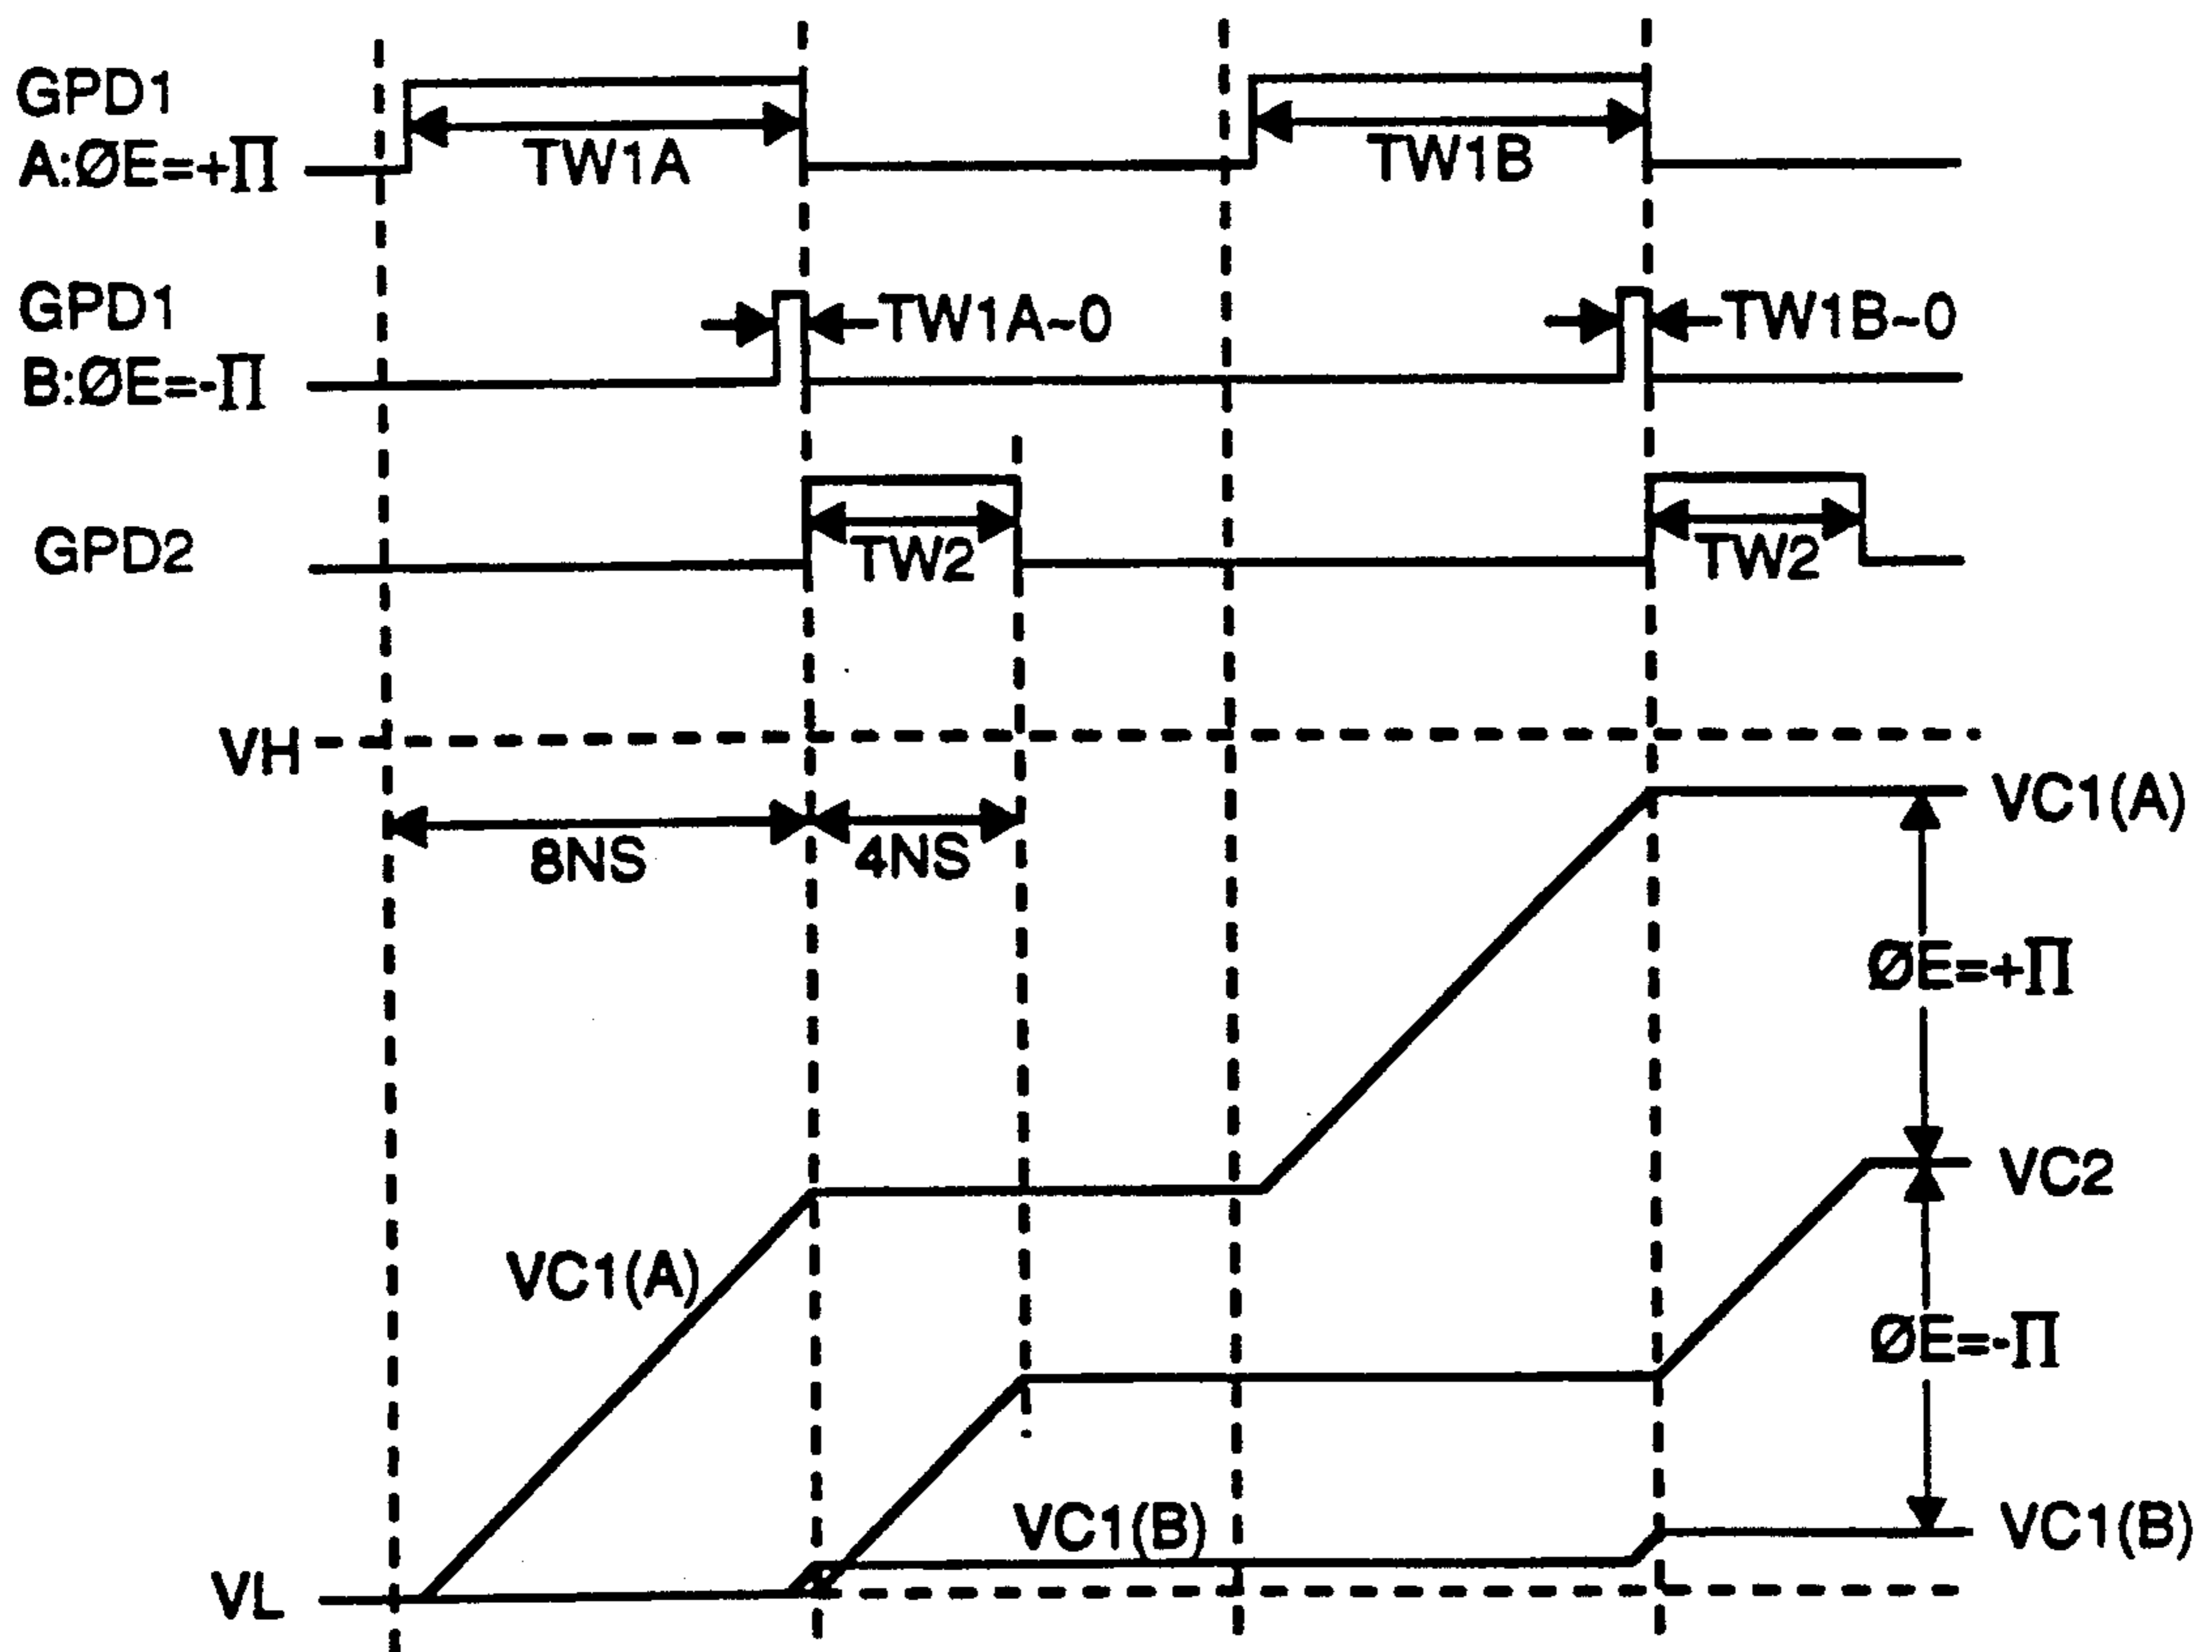 GPD1
A:ØE=+Π
TW1A
TW1B
GPD1
B:ØE=-Π
TW1A~0
TW1B~0
GPD2
TW2
TW2
VH
8NS
4NS
VC1(A)
ØE=+Π
VC1(A)
VC2
ØE=-Π
VC1(B)
VC1(B)
VL